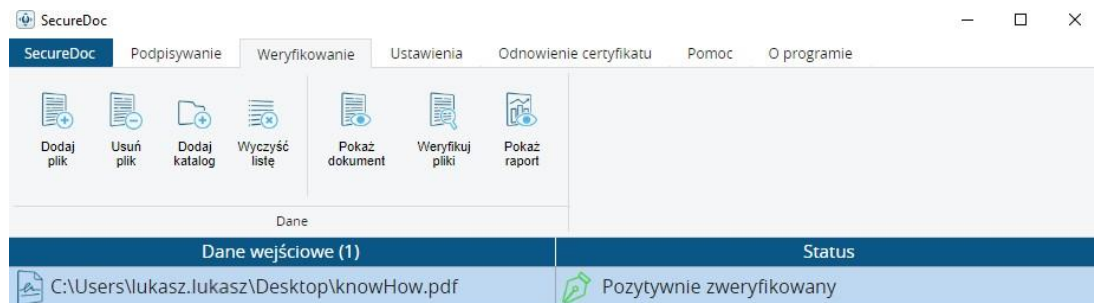 SecureDoc
SecureDoc Podpisywanie Weryfikowanie Ustawienia Odnowienie certyfikatu Pomoc O programie
Dodaj Usuń Dodaj Wyczyść Pokaż Weryfikuj Pokaż
plik plik katalog listę dokument pliki raport
Dane
Dane wejściowe (1) Status
C:\Users\lukasz.lukasz\Desktop\knowHow.pdf Pozytywnie zweryfikowany